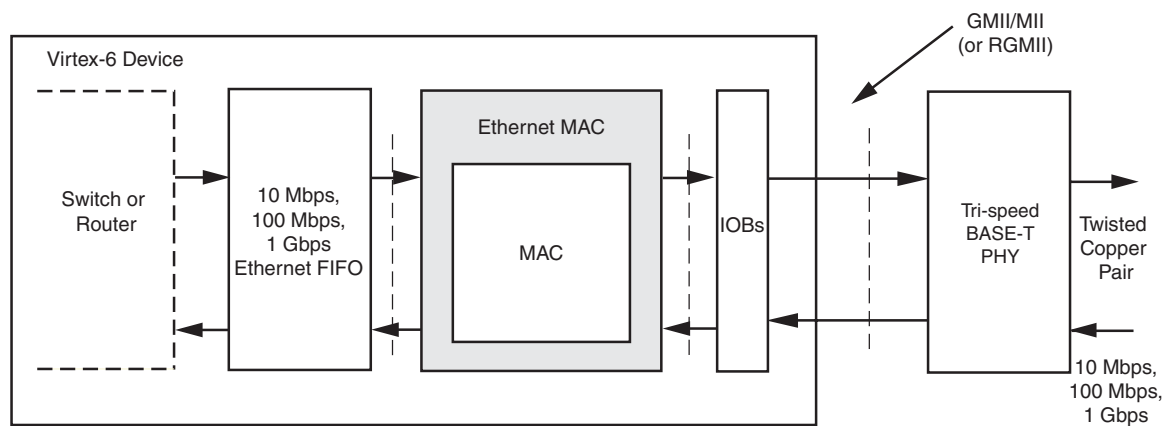 GMII/MII
(or RGMII)
Virtex-6 Device
Switch or
Router
10 Mbps,
100 Mbps,
1 Gbps
Ethernet FIFO
Ethernet MAC
MAC
IOBs
Tri-speed
BASE-T
PHY
Twisted
Copper
Pair
10 Mbps,
100 Mbps,
1 Gbps